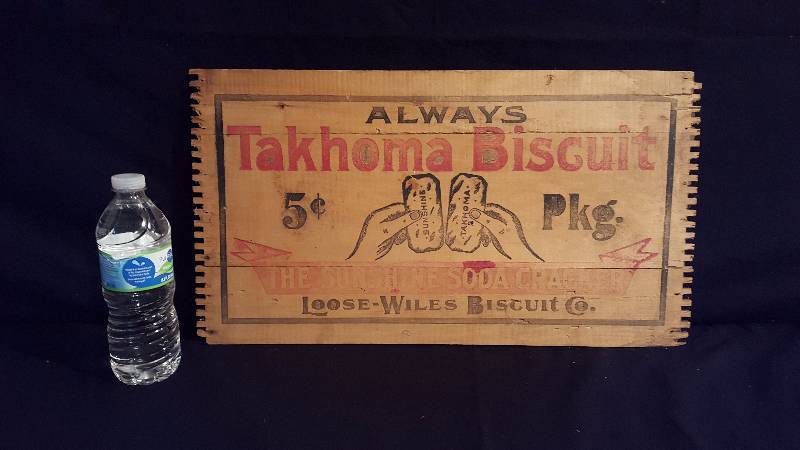 ALWAYS
Takhoma Biscuit
5¢ Pkg.
SUNSHINE
TAKHOMA
THE SUNSHINE SODA CRACKER
LOOSE-WILES BISCUIT CO.